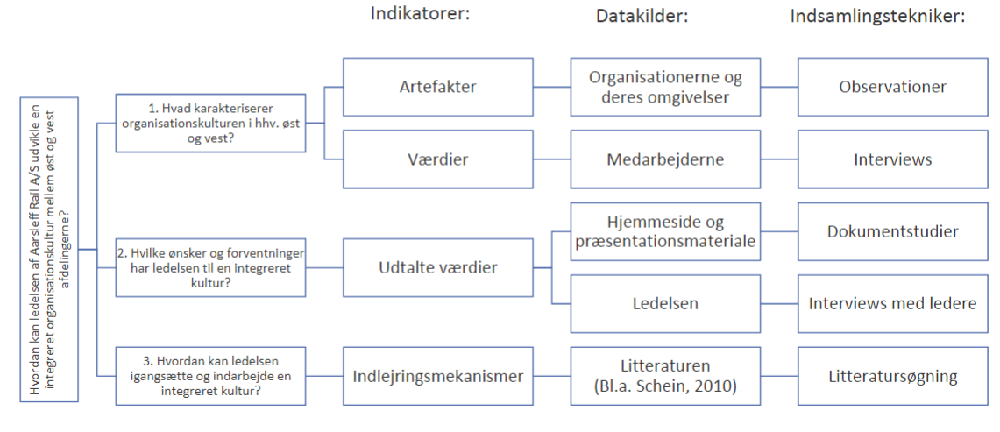 Indikatorer:
Datakilder:
Indsamlingstekniker:
Hvordan kan ledelsen af Aarsleff Rail A/S udvikle en
integreret organisationskultur mellem øst og vest
afdelingerne?
1. Hvad karakteriserer
organisationskulturen i hhv. øst
og vest?
Artefakter
Organisationerne og
deres omgivelser
Observationer
Værdier
Medarbejderne
Interviews
2. Hvilke ønsker og forventninger
har ledelsen til en integreret
kultur?
Udtalte værdier
Hjemmeside og
præsentationsmateriale
Dokumentstudier
Ledelsen
Interviews med ledere
3. Hvordan kan ledelsen
igangsætte og indarbejde en
integreret kultur?
Indlejringsmekanismer
Litteraturen
(Bl.a. Schein, 2010)
Litteratursøgning